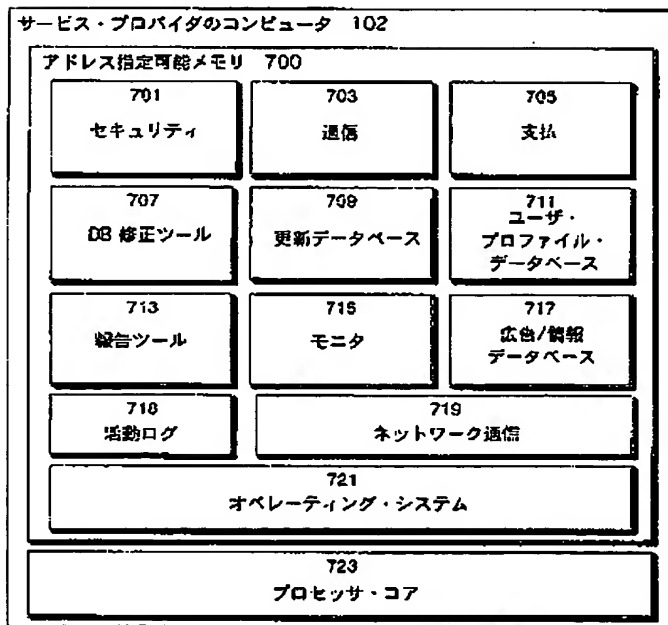 サービス・プロバイダのコンピュータ 102
アドレス指定可能メモリ 700
701
セキュリティ
703
通信
705
支払
707
DB 修正ツール
709
更新データベース
711
ユーザ・
プロファイル・
データベース
713
報告ツール
715
モニタ
717
広告/情報
データベース
718
活動ログ
719
ネットワーク通信
721
オペレーティング・システム
723
プロセッサ・コア